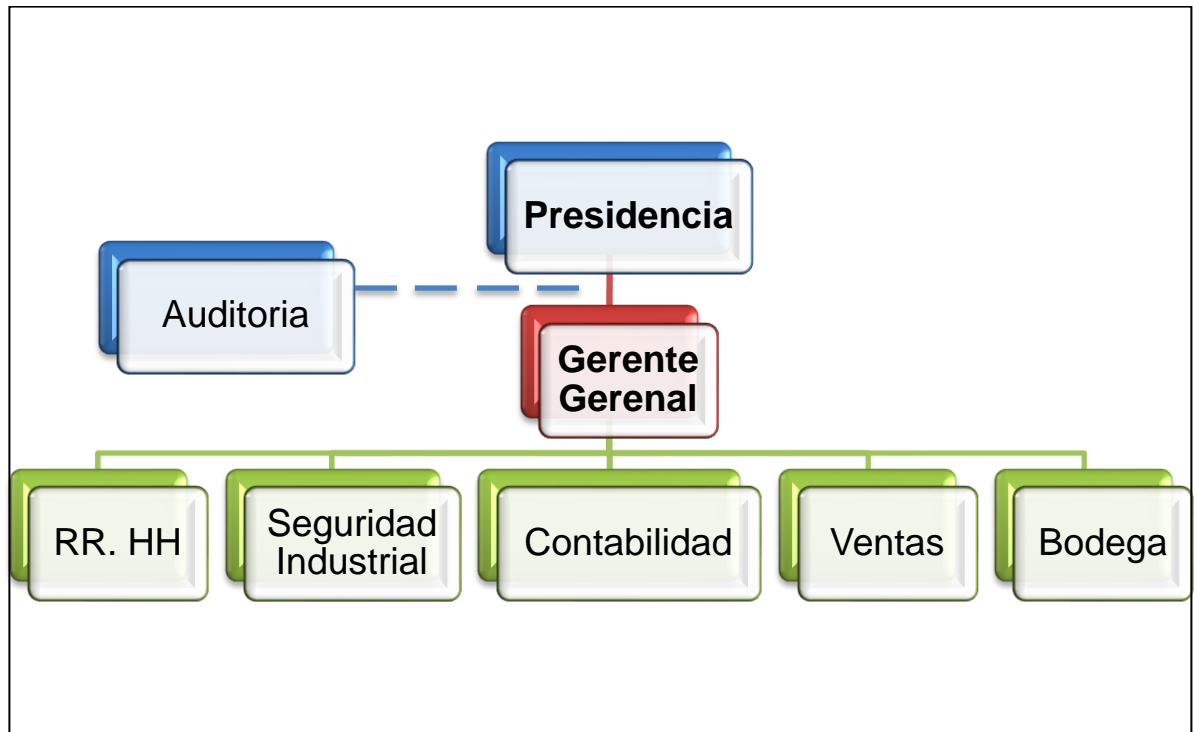 Presidencia
Auditoria
Gerente
Gerenal
RR. HH
Seguridad
Industrial
Contabilidad
Ventas
Bodega